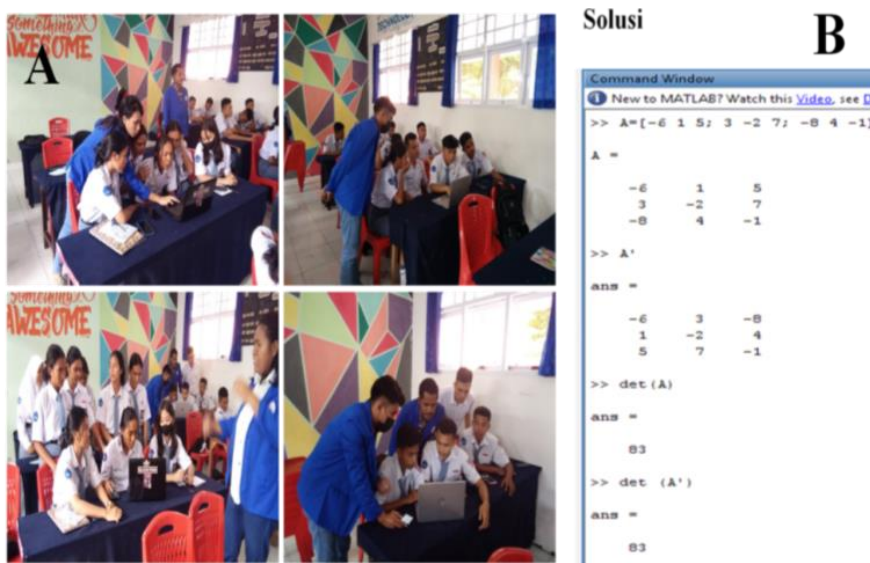 something
AWESOME
A
TECHNOLOGY
something
AWESOME
Solusi
B
Command Window
New to MATLAB? Watch this Video, see D
>> A=[-6 1 5; 3 -2 7; -8 4 -1]
A =
-6 1 5
3 -2 7
-8 4 -1
>> A'
ans =
-6 3 -8
1 -2 4
5 7 -1
>> det(A)
ans =
83
>> det (A')
ans =
83